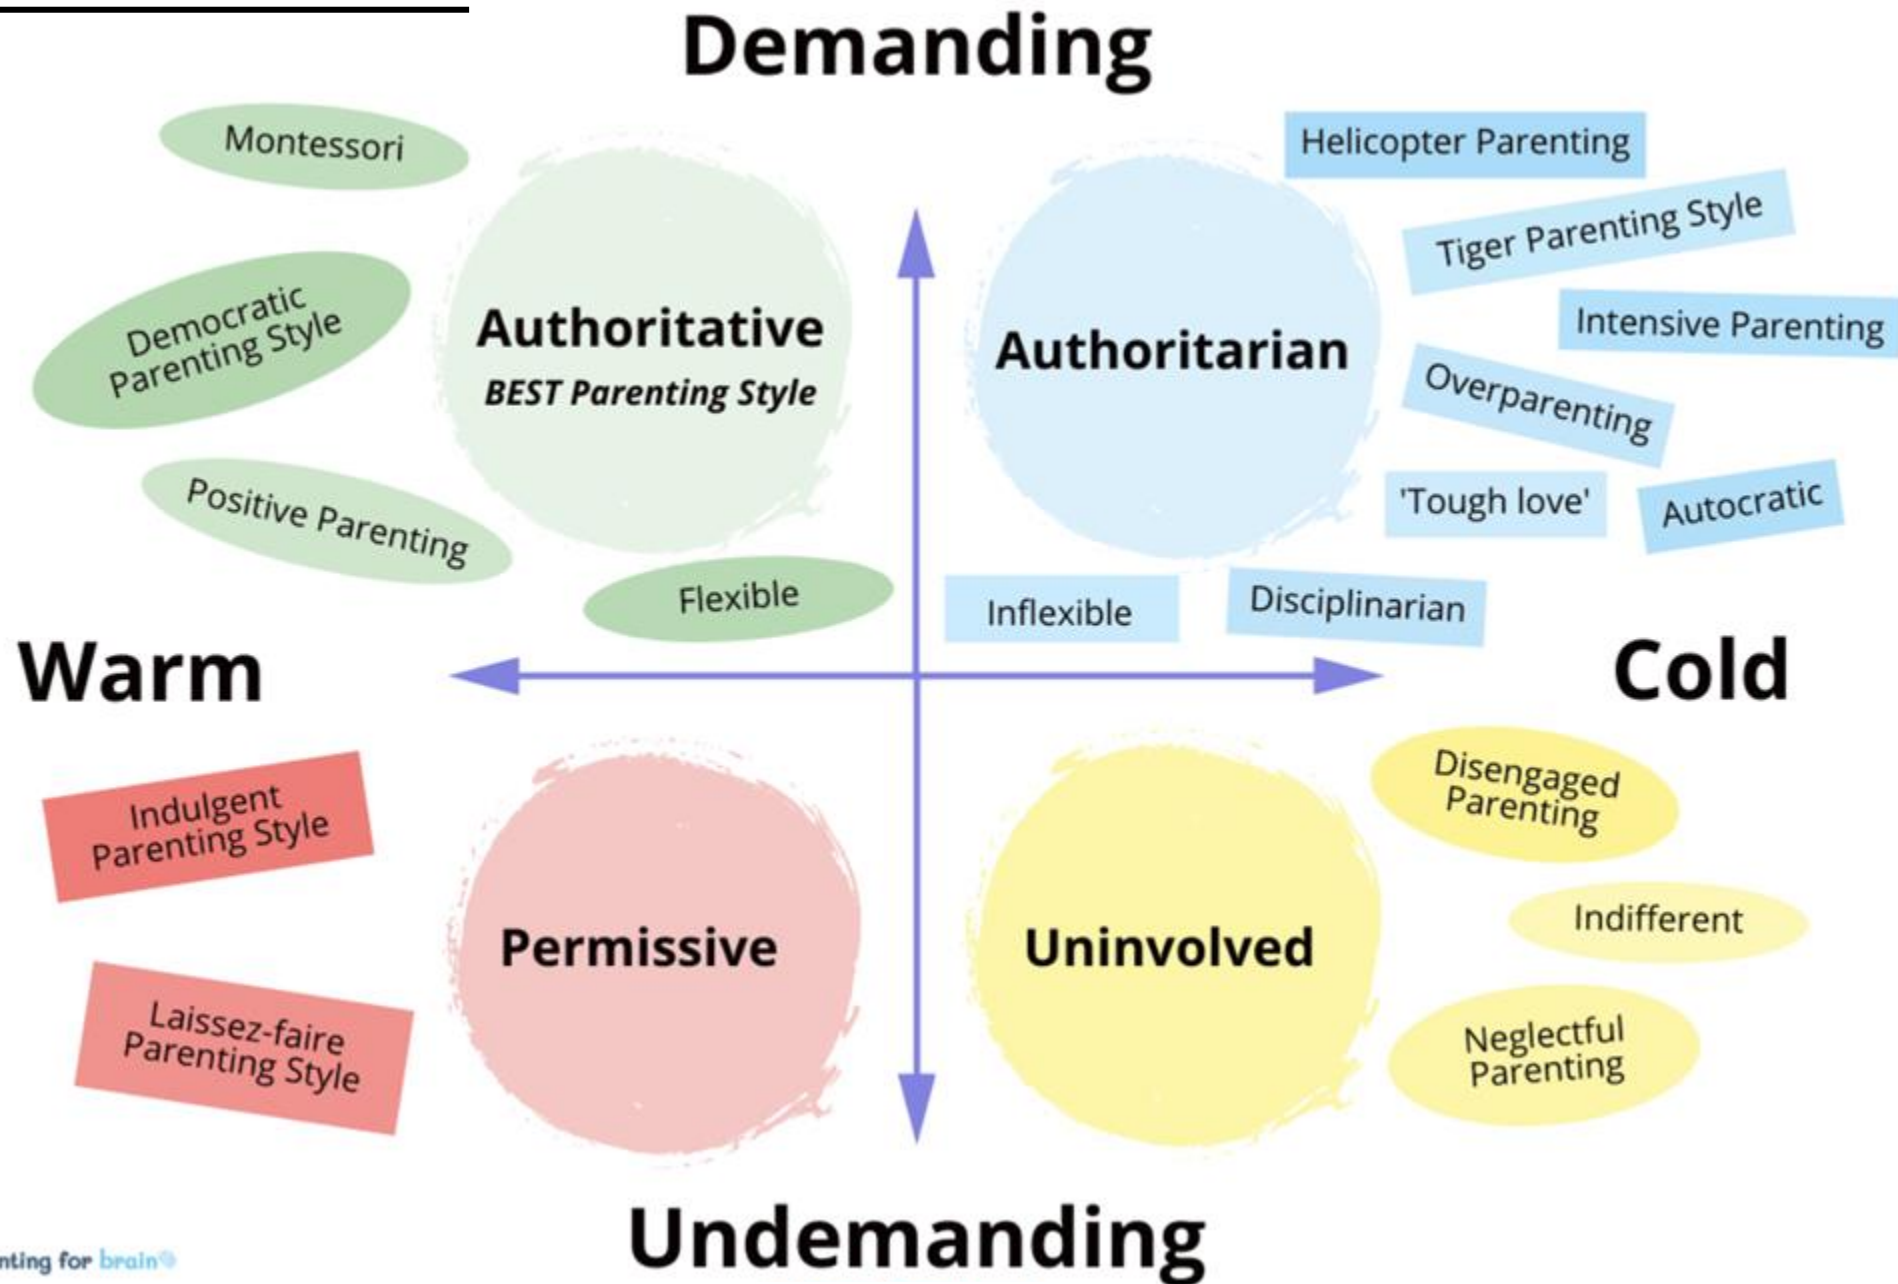 Demanding
Montessori
Democratic
Parenting Style
Positive Parenting
Flexible
Authoritative
BEST Parenting Style
Authoritarian
Helicopter Parenting
Tiger Parenting Style
Intensive Parenting
Overparenting
'Tough love'
Autocratic
Inflexible
Disciplinarian
Warm
Cold
Indulgent
Parenting Style
Laissez-faire
Parenting Style
Permissive
Uninvolved
Disengaged
Parenting
Indifferent
Neglectful
Parenting
Undemanding
nting for brain